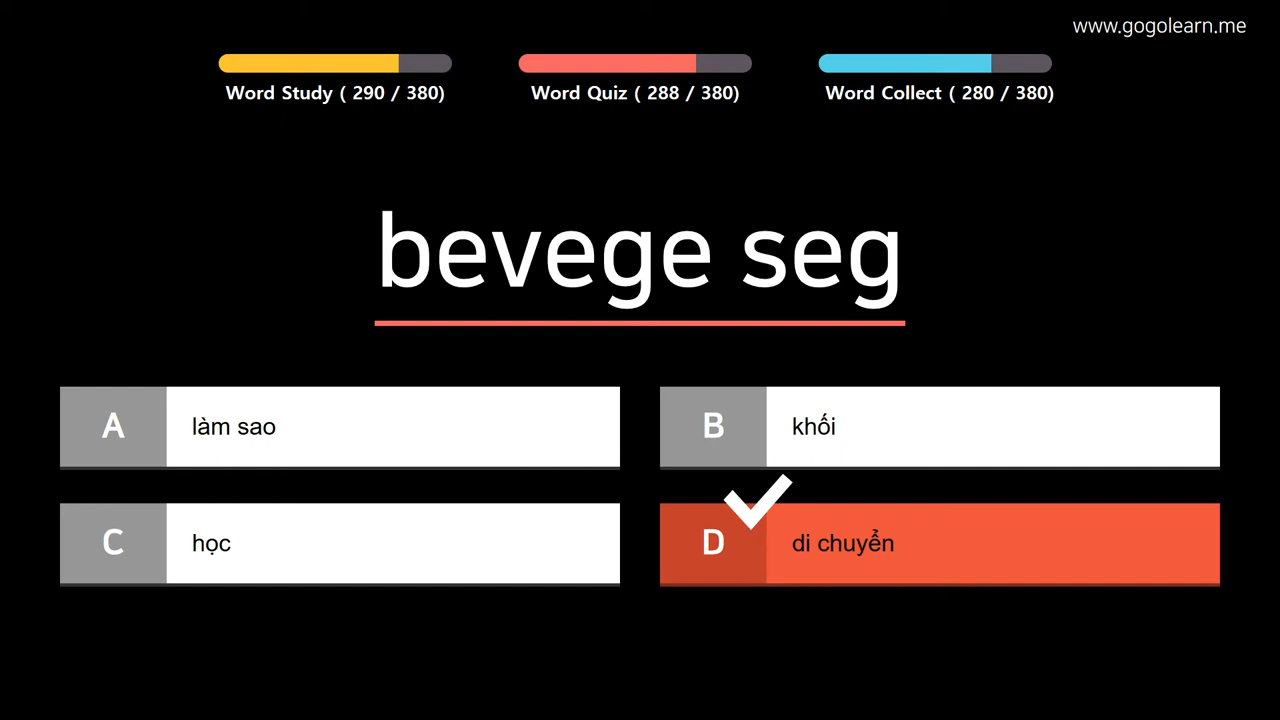 www.gogolearn.me
Word Study ( 290 / 380)
Word Quiz ( 288 / 380)
Word Collect ( 280 / 380)
bevege seg
A
làm sao
B
khối
C
học
D
di chuyển